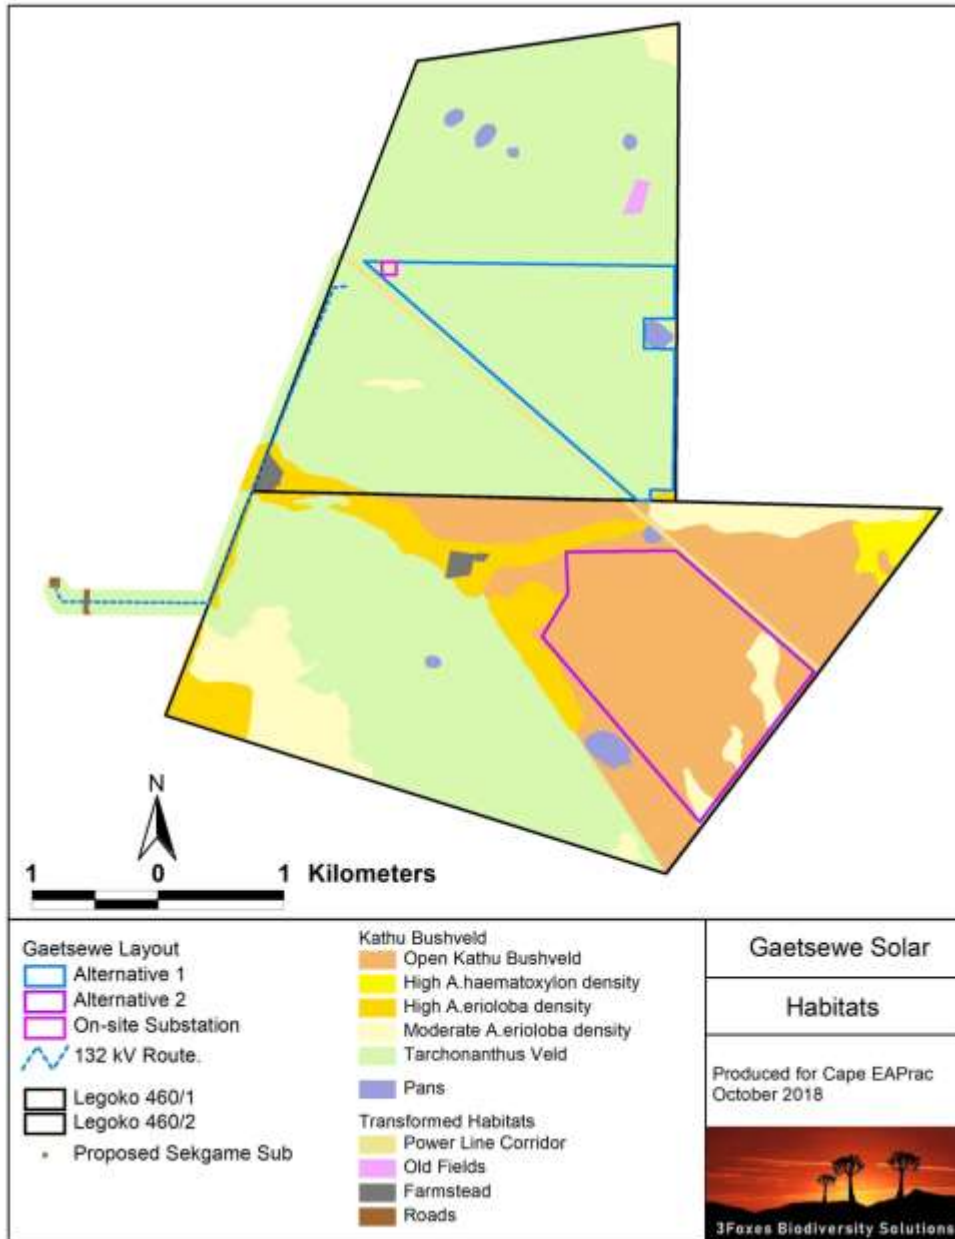 N
1 0 1 Kilometers
Gaetsewe Layout
Alternative 1
Alternative 2
On-site Substation
132 kV Route.
Legoko 460/1
Legoko 460/2
Proposed Sekgame Sub
Kathu Bushveld
Open Kathu Bushveld
High A.haematoxylon density
High A.erioloba density
Moderate A.erioloba density
Tarchonanthus Veld
Pans
Transformed Habitats
Power Line Corridor
Old Fields
Farmstead
Roads
Gaetsewe Solar
Habitats
Produced for Cape EAPrac
October 2018
3Foxes Biodiversity Solutions